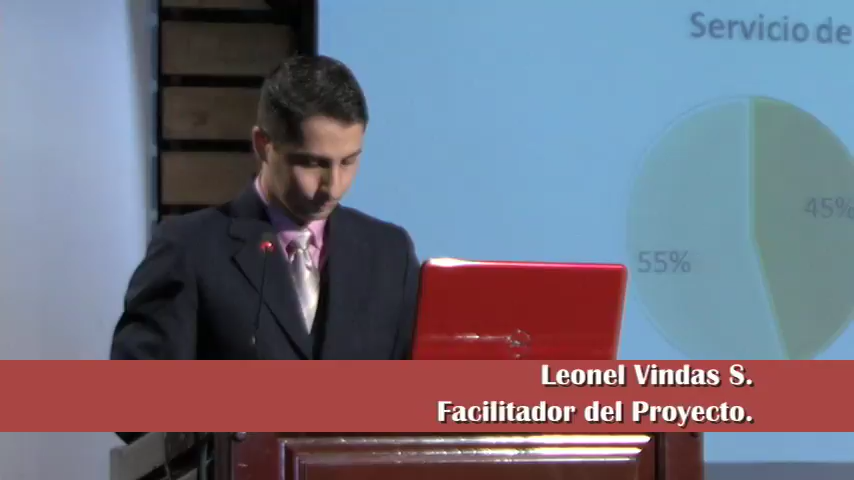 Servicio de
45%
55%
Leonel Vindas S.
Facilitador del Proyecto.